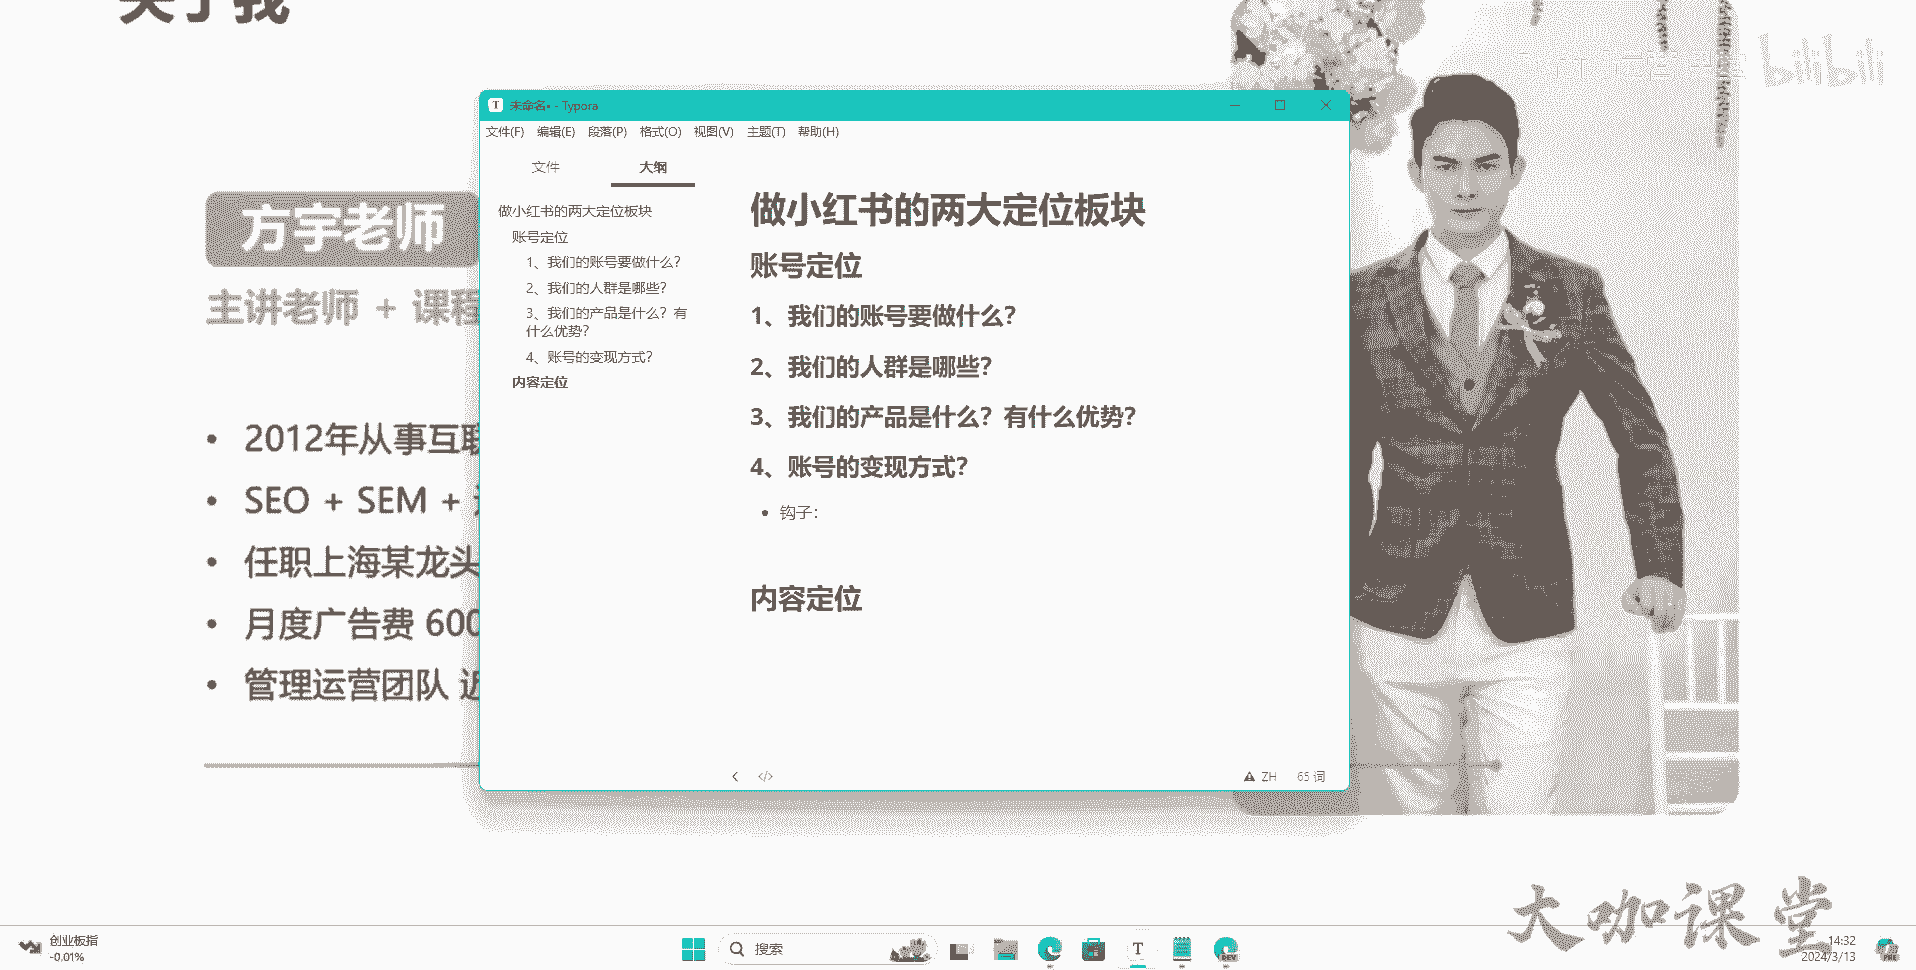 关于我
bilibili
未命名• - Typora
文件(F) 编辑(E) 段落(P) 格式(O) 视图(V) 主题(T) 帮助(H)
文件 大纲
做小红书的两大定位板块
账号定位
1、我们的账号要做什么?
2、我们的人群是哪些?
3、我们的产品是什么?有
什么优势?
4、账号的变现方式?
内容定位
做小红书的两大定位板块
账号定位
1、我们的账号要做什么?
2、我们的人群是哪些?
3、我们的产品是什么?有什么优势?
4、账号的变现方式?
• 钩子:
内容定位
ZH 65 词
方宇老师
主讲老师 + 课程
• 2012年从事互联
• SEO + SEM +
• 任职上海某龙头
• 月度广告费 600
• 管理运营团队 近
大咖课堂
创业板指
-0.01%
搜索
DEV
14:32
2024/3/13
PRE